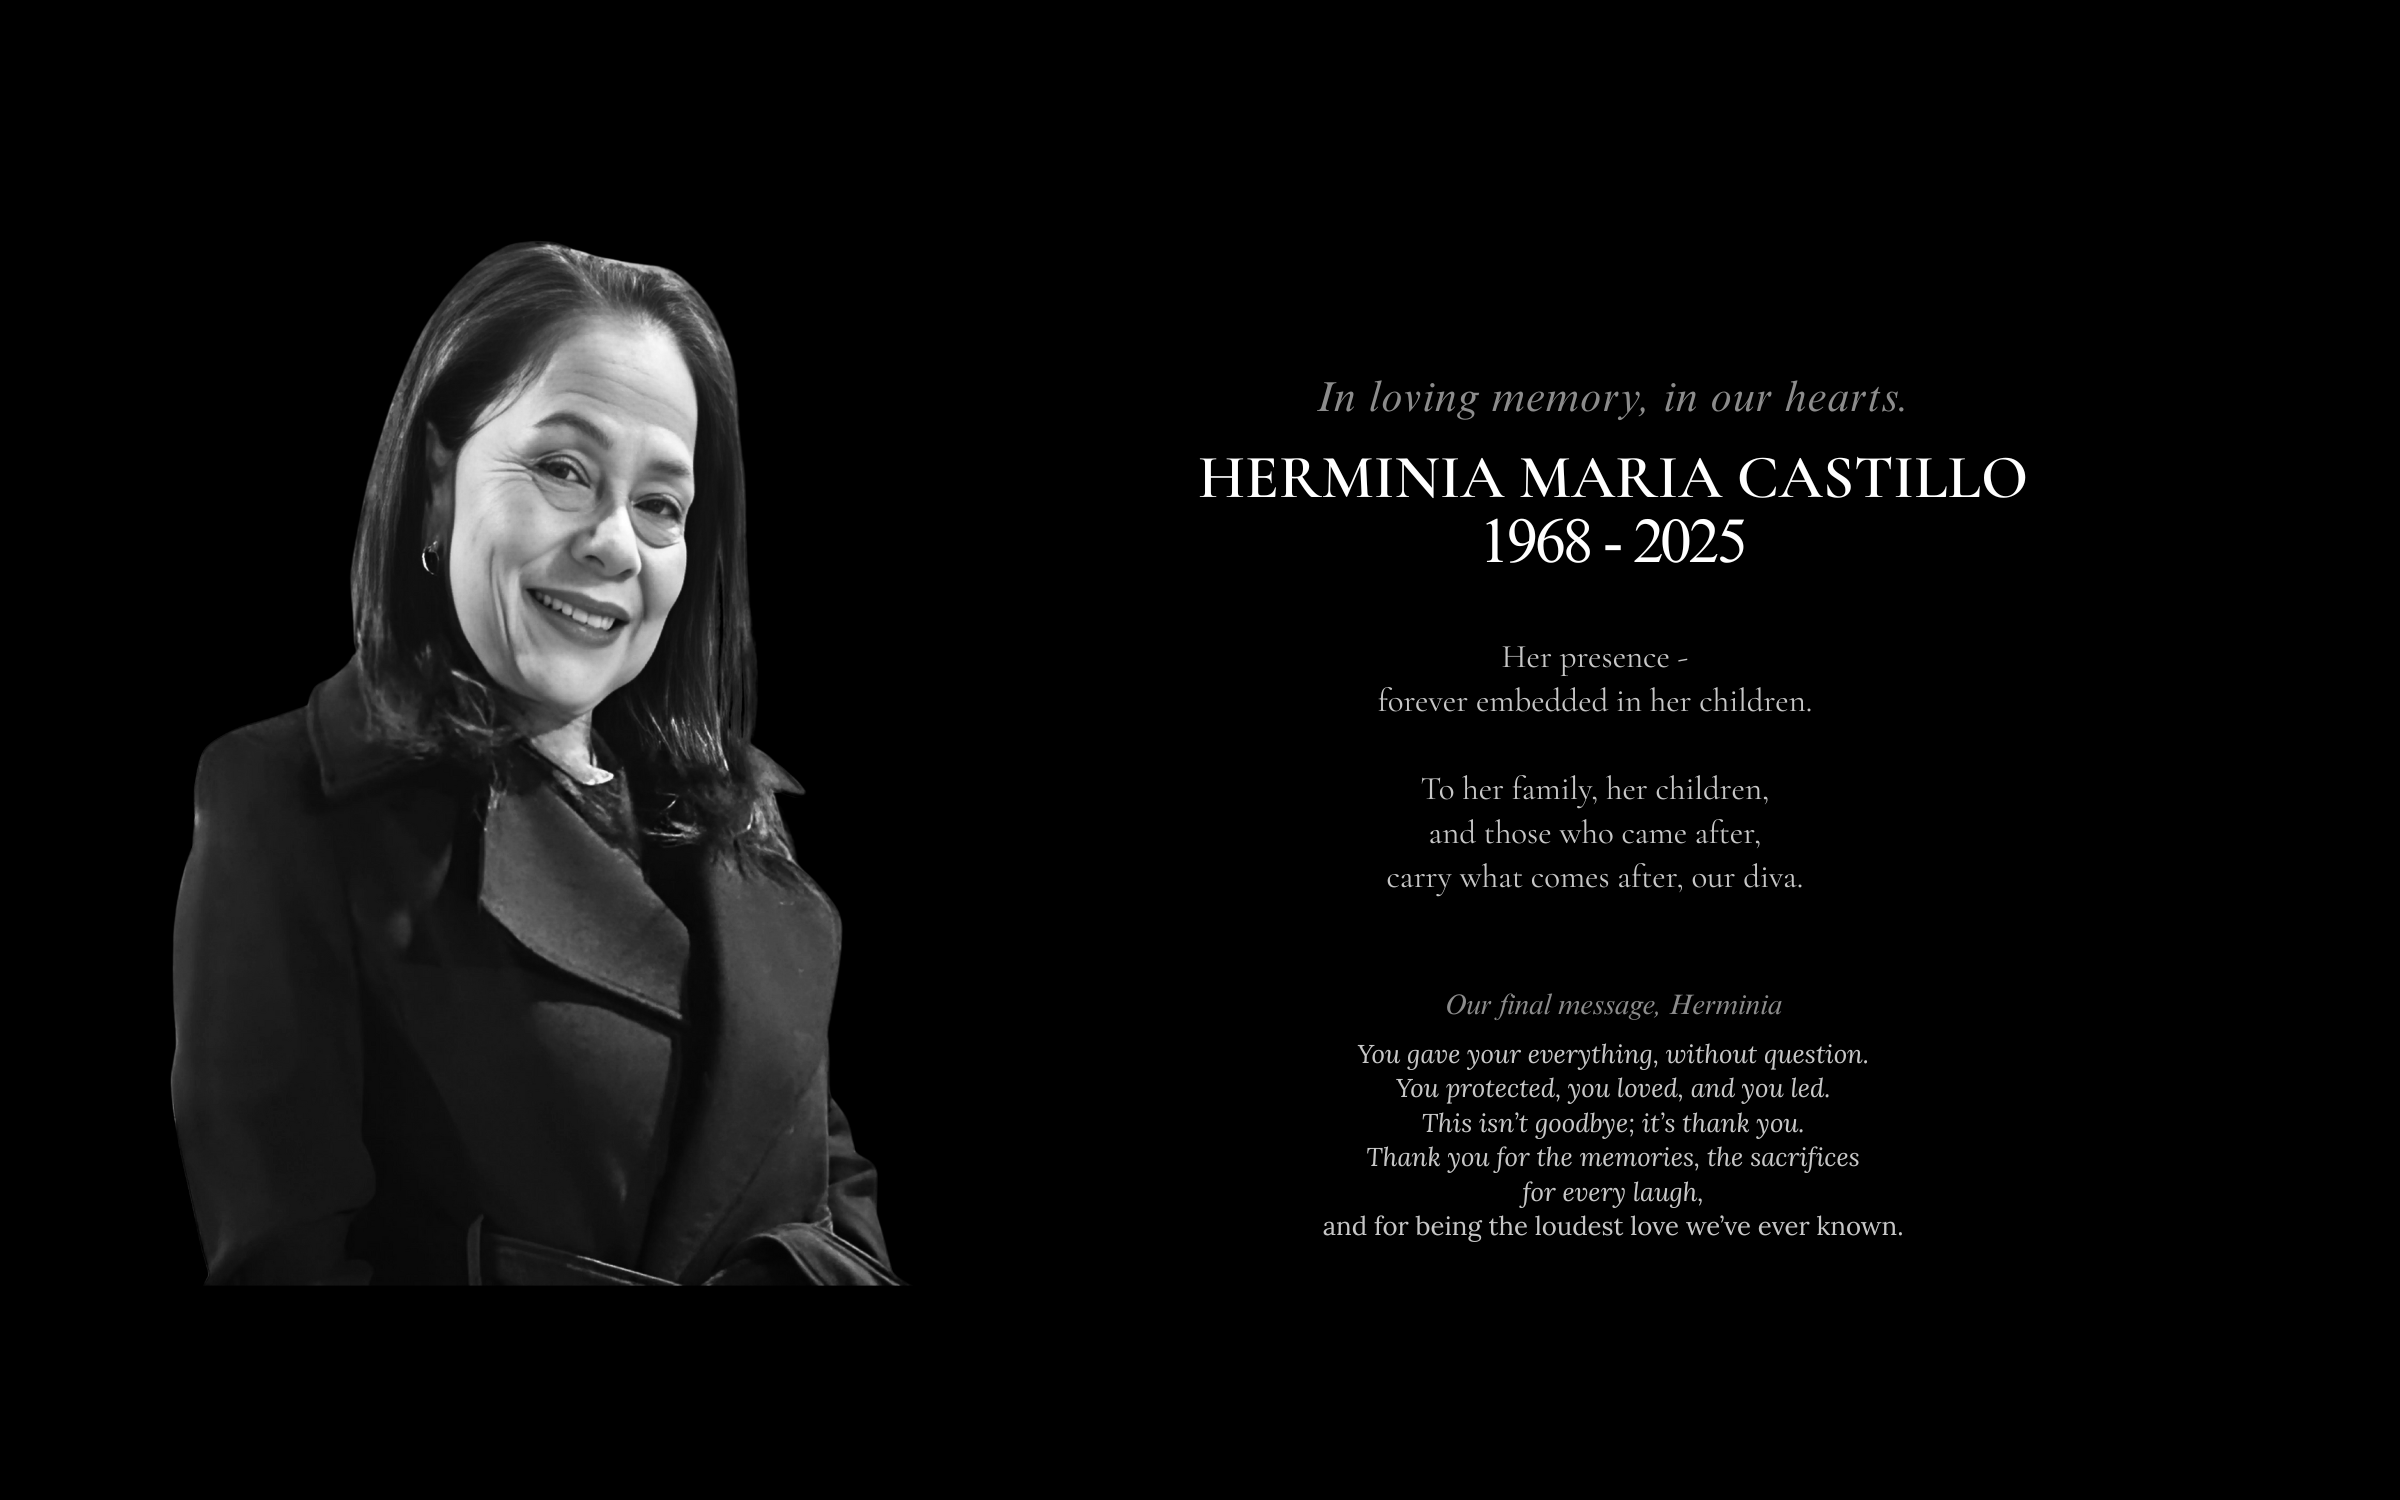 In loving memory, in our hearts.
HERMINIA MARIA CASTILLO
1968 - 2025
Her presence -
forever embedded in her children.
To her family, her children,
and those who came after,
carry what comes after, our diva.
Our final message, Herminia
You gave your everything, without question.
You protected, you loved, and you led.
This isn’t goodbye; it’s thank you.
Thank you for the memories, the sacrifices
for every laugh,
and for being the loudest love we’ve ever known.